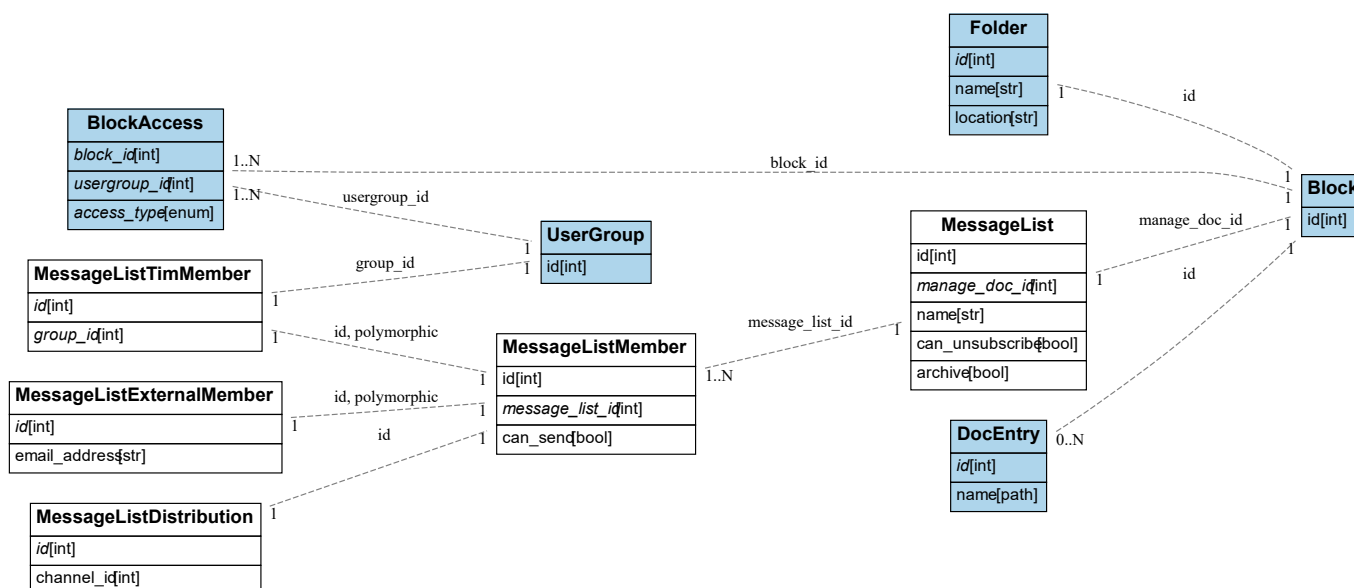 Folder
id[int]
name[str]
location[str]
1
id
1
BlockAccess
block_id[int]
usergroup_id[int]
access_type[enum]
1..N
block_id
1
1..N
usergroup_id
1
Block
id[int]
UserGroup
id[int]
MessageListTimMember
id[int]
group_id[int]
1
group_id
1
1
id, polymorphic
1
MessageList
id[int]
manage_doc_id[int]
name[str]
can_unsubscribe[bool]
archive[bool]
1
manage_doc_id
1
id
1
MessageListMember
id[int]
message_list_id[int]
can_send[bool]
1..N
message_list_id
1
MessageListExternalMember
id[int]
email_address[str]
1
id, polymorphic
1
id
1
DocEntry
id[int]
name[path]
0..N
MessageListDistribution
id[int]
channel_id[int]
1